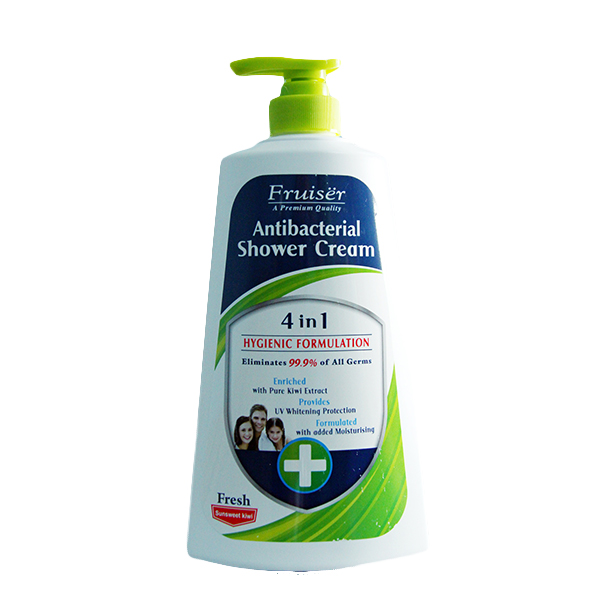 Fruisër
A Premium Quality
Antibacterial
Shower Cream
4 in 1
HYGIENIC FORMULATION
Eliminates 99.9% of All Germs
Enriched
with Pure Kiwi Extract
Provides
UV Whitening Protection
Formulated
with added Moisturising
Fresh
Sunsweet kiwi